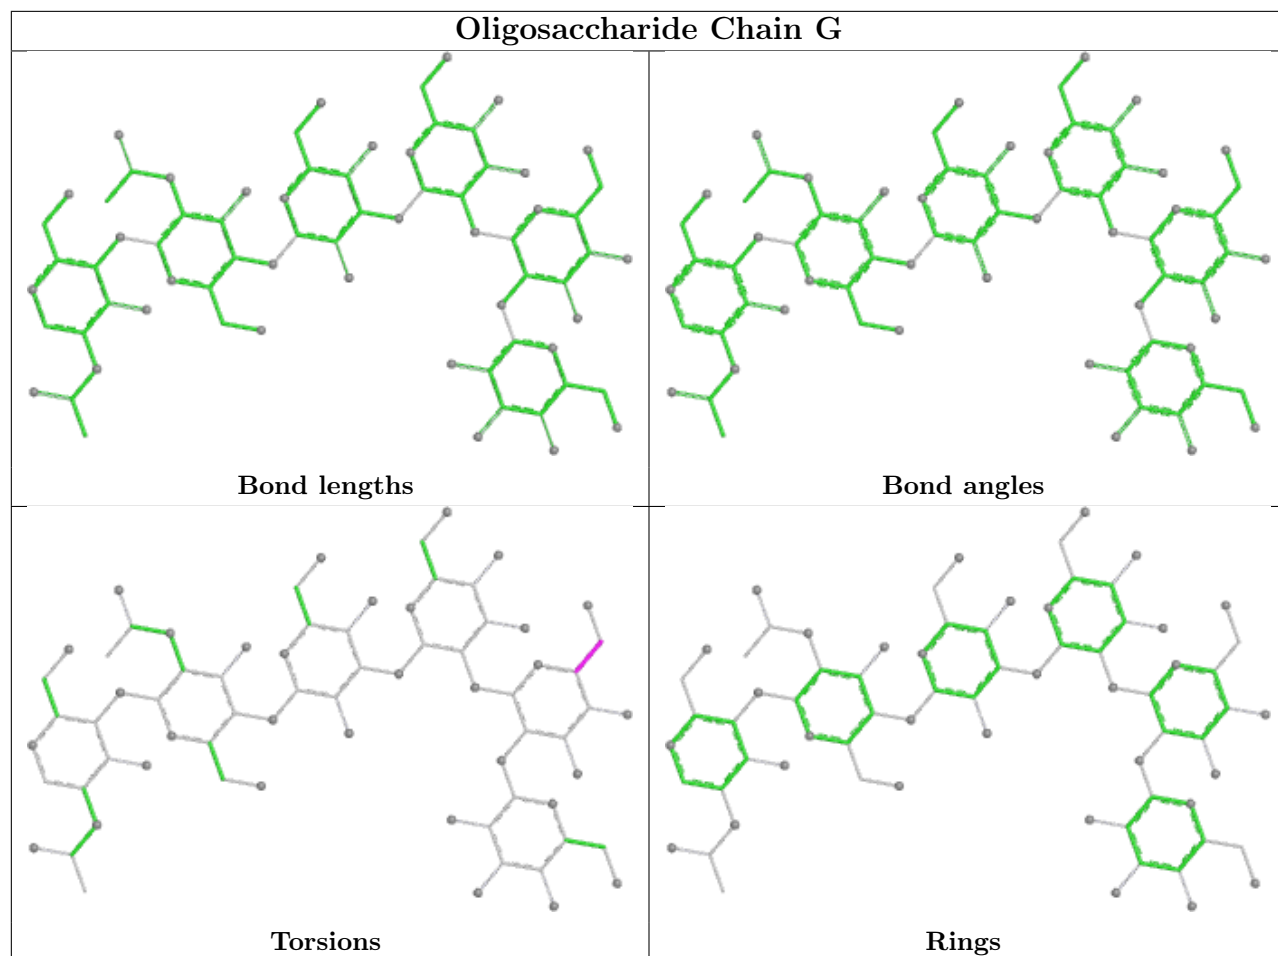 Oligosaccharide Chain G
Bond lengths
Bond angles
Torsions
Rings